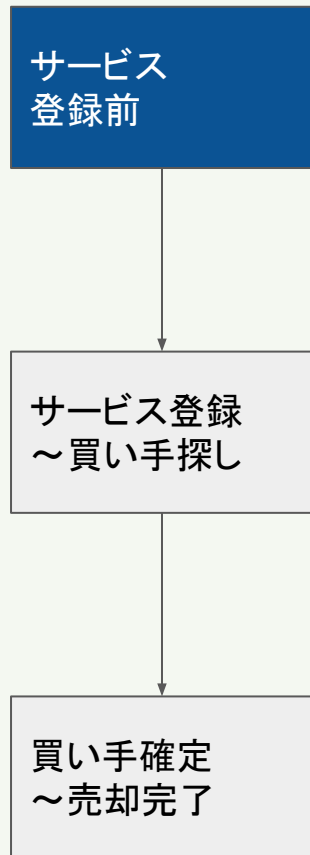 サービス
登録前
サービス登録
～買い手探し
買い手確定
～売却完了